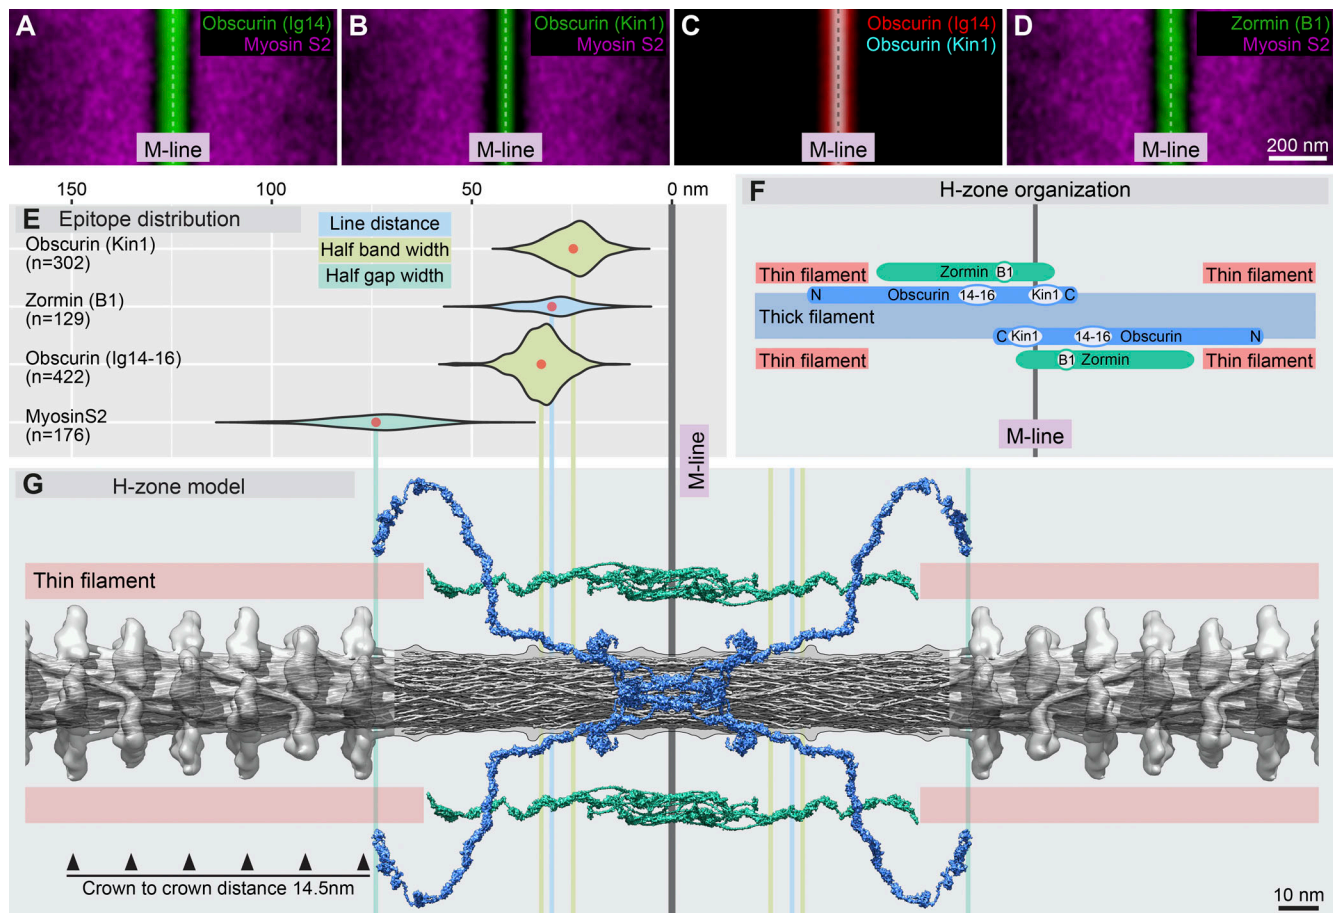 A
Obscurin (Ig14)
Myosin S2
M-line
B
Obscurin (Kin1)
Myosin S2
M-line
C
Obscurin (Ig14)
Obscurin (Kin1)
M-line
D
Zormin (B1)
Myosin S2
M-line
200 nm
150 100 50 0 nm
E Epitope distribution
Line distance
Half band width
Half gap width
Obscurin (Kin1)
(n=302)
Zormin (B1)
(n=129)
Obscurin (Ig14-16)
(n=422)
MyosinS2
(n=176)
M-line
F H-zone organization
Thin filament Zormin B1 Thin filament
N Obscurin 14-16 Kin1 C
Thick filament
C Kin1 14-16 Obscurin N
Thin filament B1 Zormin Thin filament
M-line
G H-zone model
Thin filament
Crown to crown distance 14.5nm
10 nm